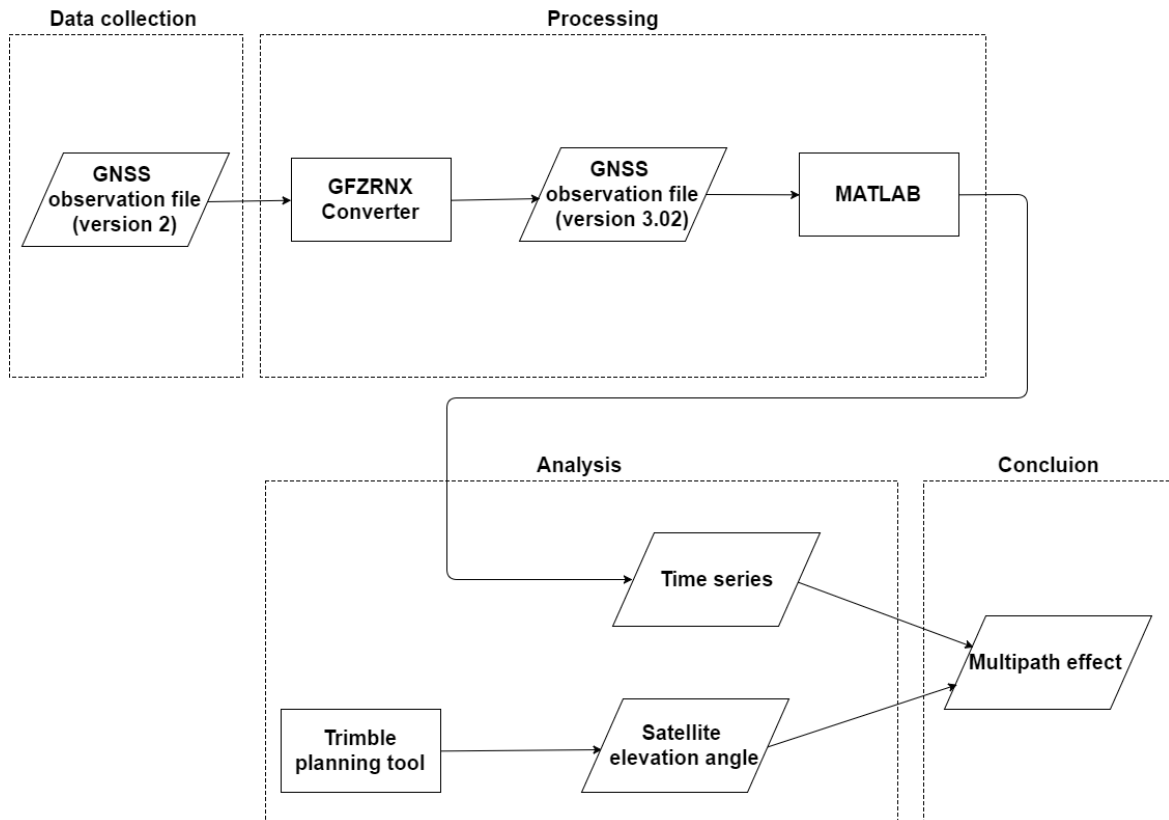 Data collection
Processing
GNSS
observation file
(version 2)
GFZRNX
Converter
GNSS
observation file
(version 3.02)
MATLAB
Analysis
Concluion
Time series
Multipath effect
Trimble
planning tool
Satellite
elevation angle